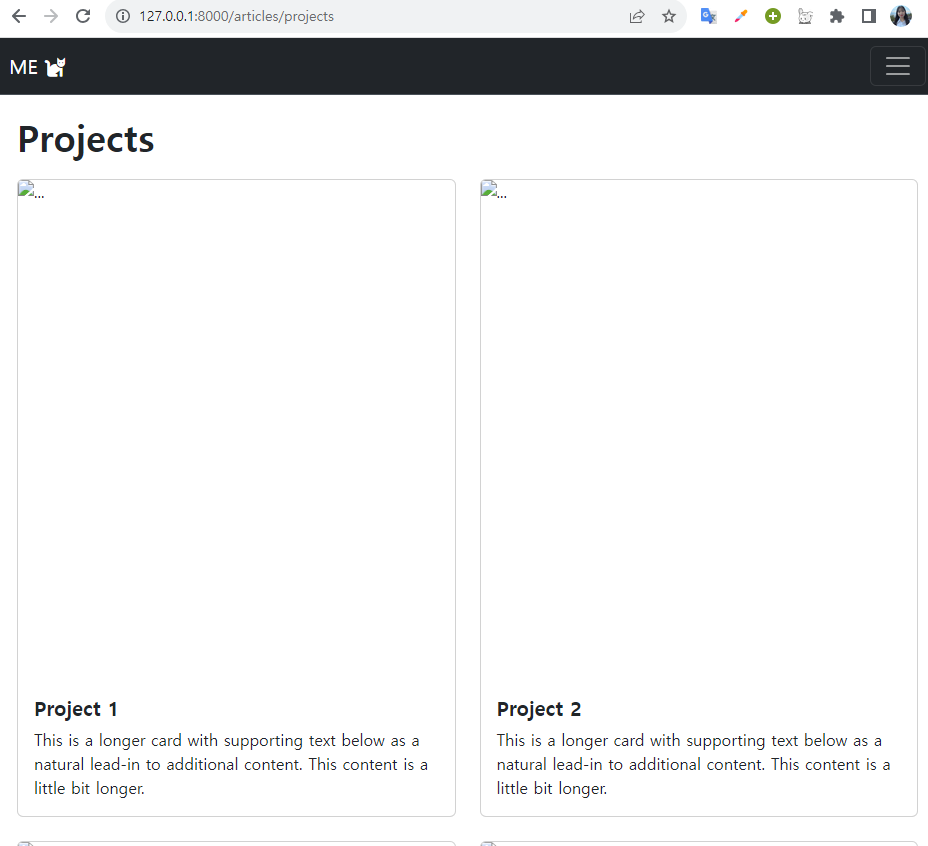 127.0.0.1:8000/articles/projects
ME
Projects
...
...
Project 1
This is a longer card with supporting text below as a
natural lead-in to additional content. This content is a
little bit longer.
Project 2
This is a longer card with supporting text below as a
natural lead-in to additional content. This content is a
little bit longer.